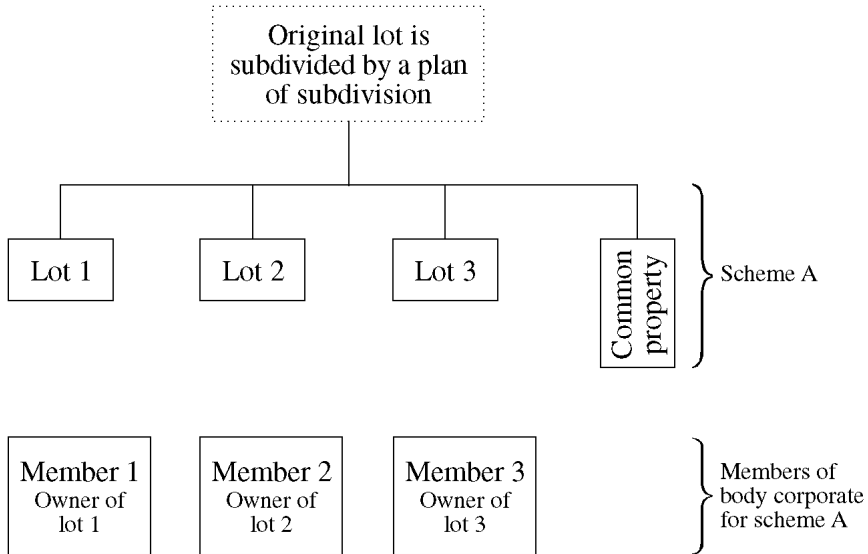 Original lot is
subdivided by a plan
of subdivision
Lot 1
Lot 2
Lot 3
Common
property
Scheme A
Member 1
Owner of
lot 1
Member 2
Owner of
lot 2
Member 3
Owner of
lot 3
Members of
body corporate
for scheme A